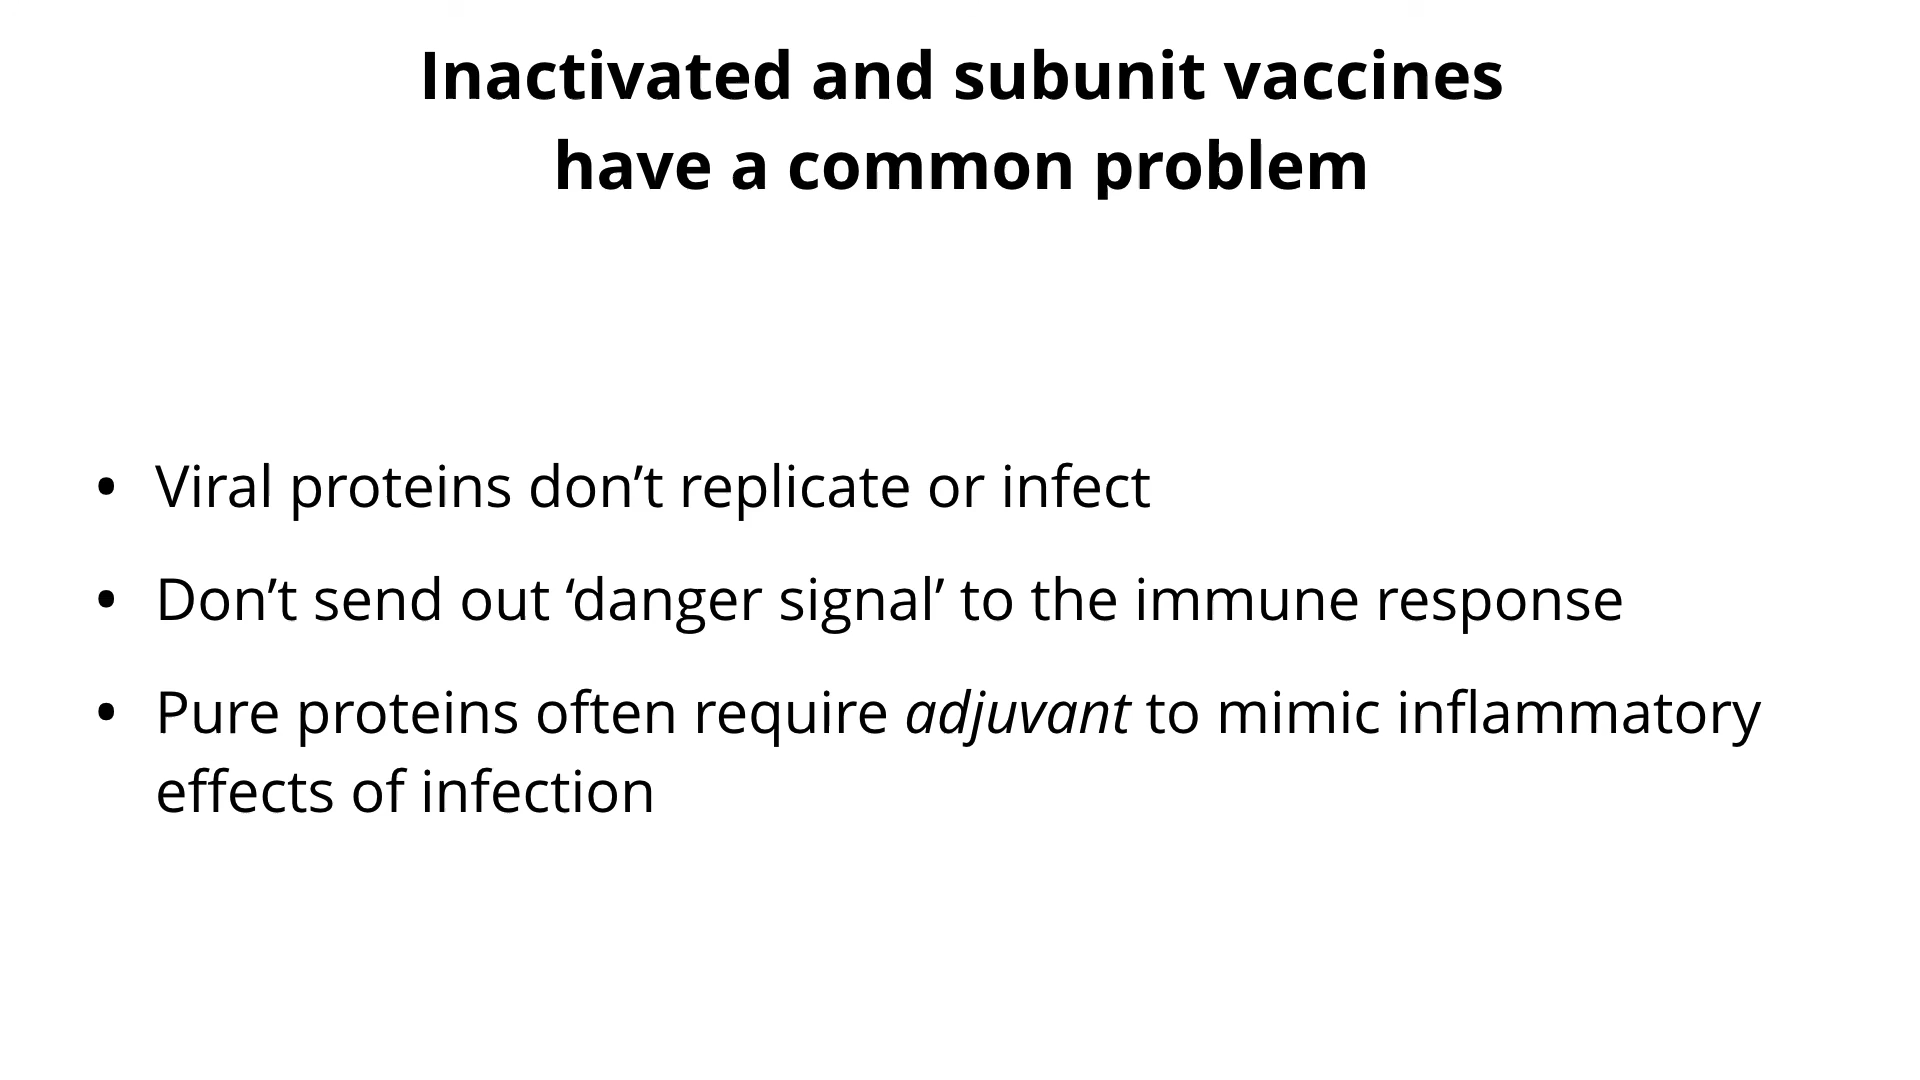 Inactivated and subunit vaccines
have a common problem
• Viral proteins don’t replicate or infect
• Don’t send out ‘danger signal’ to the immune response
• Pure proteins often require adjuvant to mimic inflammatory
effects of infection